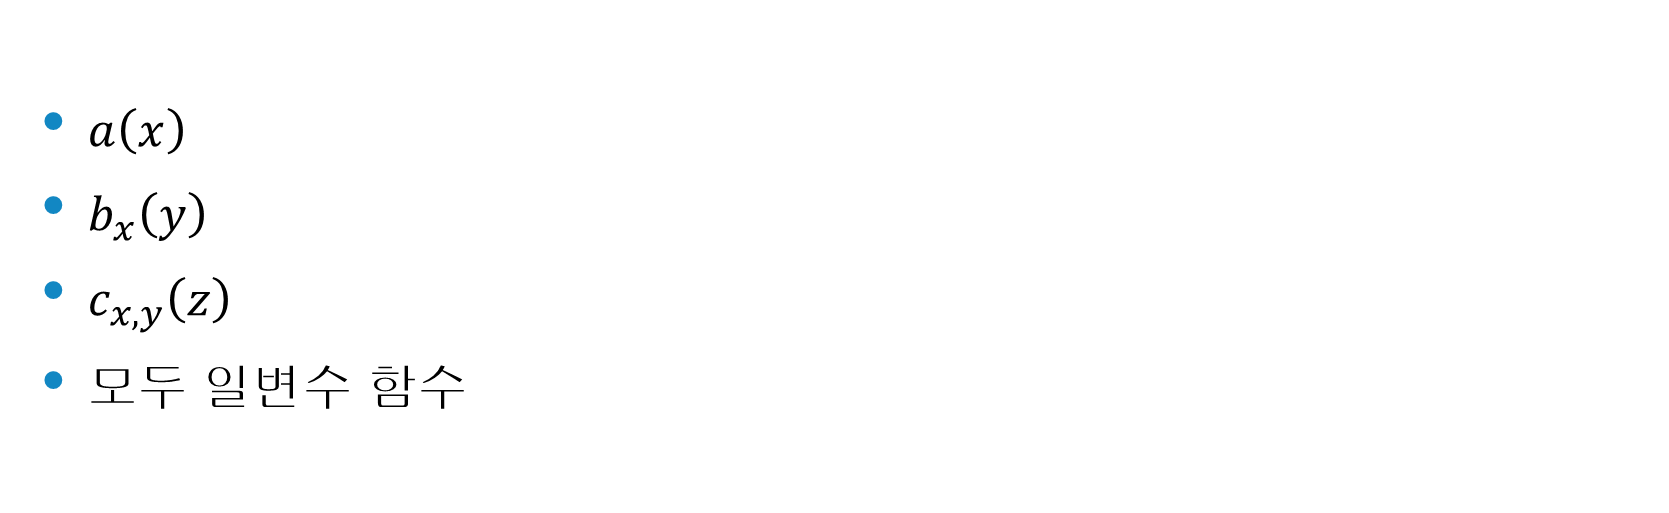 • a(x)
• b_x(y)
• c_{x,y}(z)
• 모두 일변수 함수